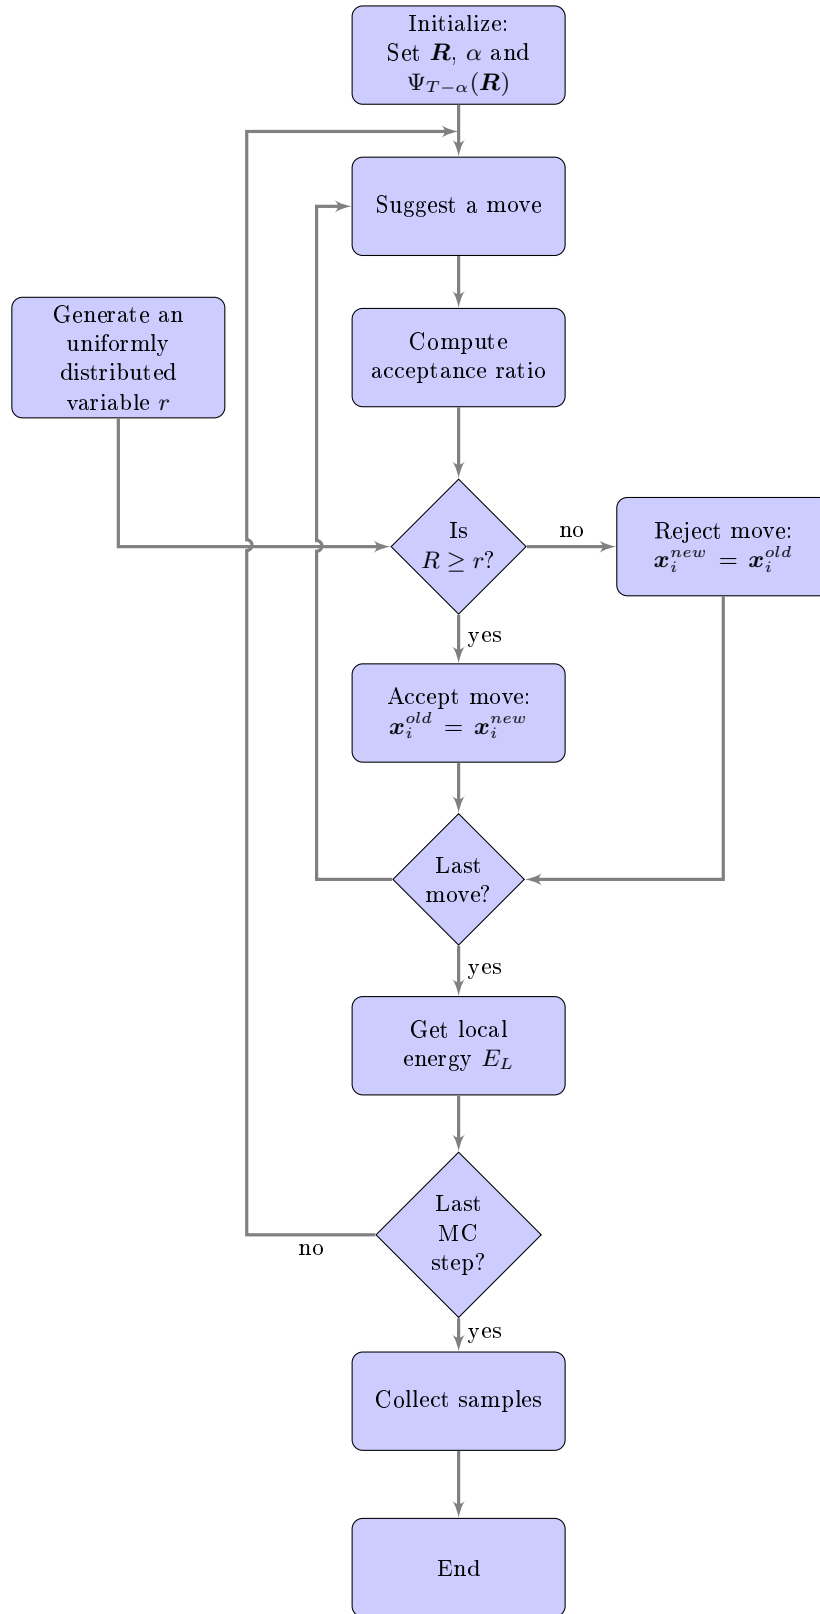 Initialize:
Set R, α and
Ψ_{T−α}(R)
Suggest a move
Generate an
uniformly
distributed
variable r
Compute
acceptance ratio
Is
R ≥ r?
no
Reject move:
x_i^{new} = x_i^{old}
yes
Accept move:
x_i^{old} = x_i^{new}
Last
move?
yes
Get local
energy E_L
Last
MC
step?
no
yes
Collect samples
End